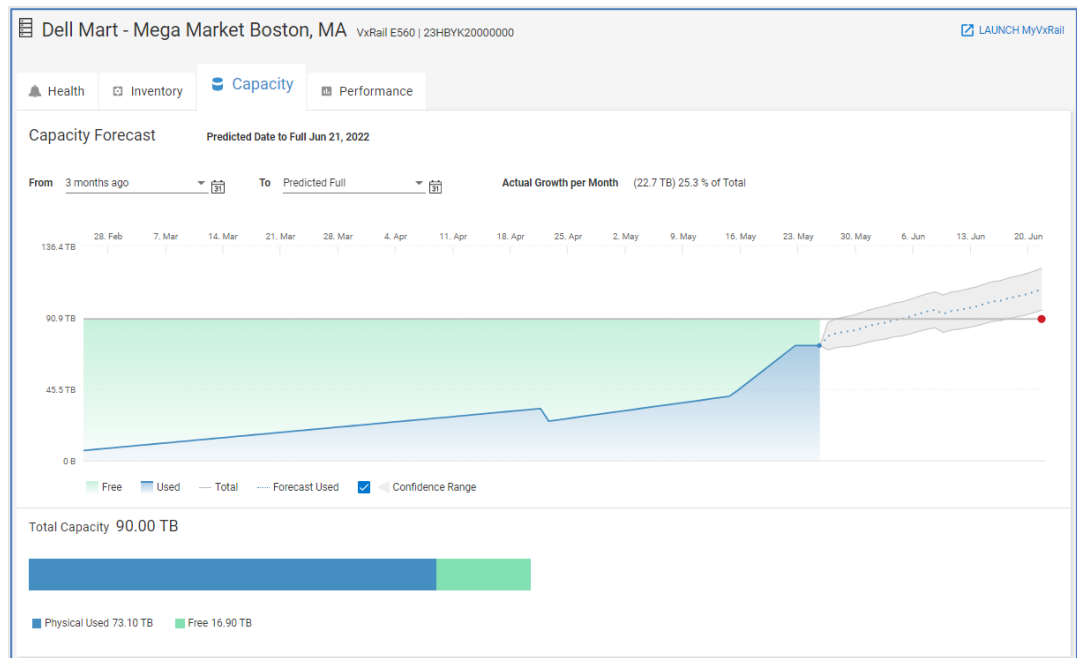 Dell Mart - Mega Market Boston, MA VxRail E560 | 23HBYK20000000
LAUNCH MyVxRail
Health Inventory Capacity Performance
Capacity Forecast Predicted Date to Full Jun 21, 2022
From 3 months ago 31 To Predicted Full 31 Actual Growth per Month (22.7 TB) 25.3 % of Total
28. Feb 7. Mar 14. Mar 21. Mar 28. Mar 4. Apr 11. Apr 18. Apr 25. Apr 2. May 9. May 16. May 23. May 30. May 6. Jun 13. Jun 20. Jun
136.4 TB
90.9 TB
45.5 TB
0 B
Free Used Total Forecast Used Confidence Range
Total Capacity 90.00 TB
Physical Used 73.10 TB Free 16.90 TB